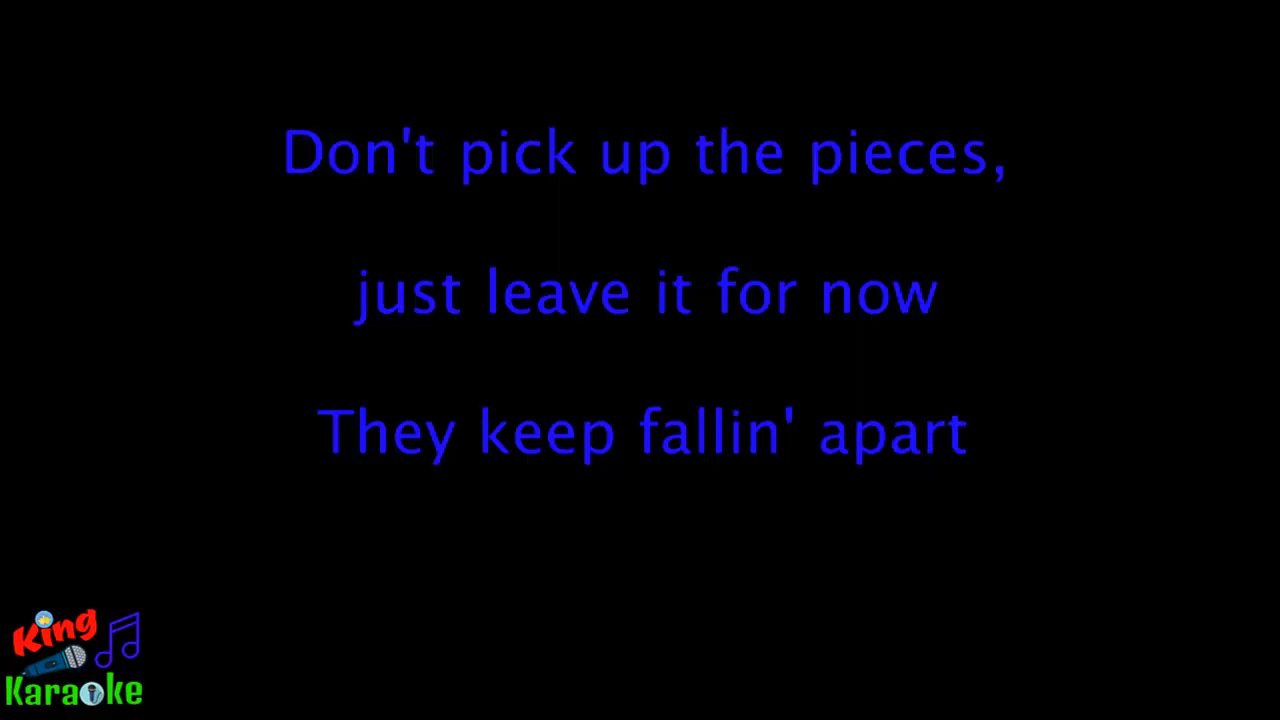 Don't pick up the pieces,
just leave it for now
They keep fallin' apart
King
Karaoke